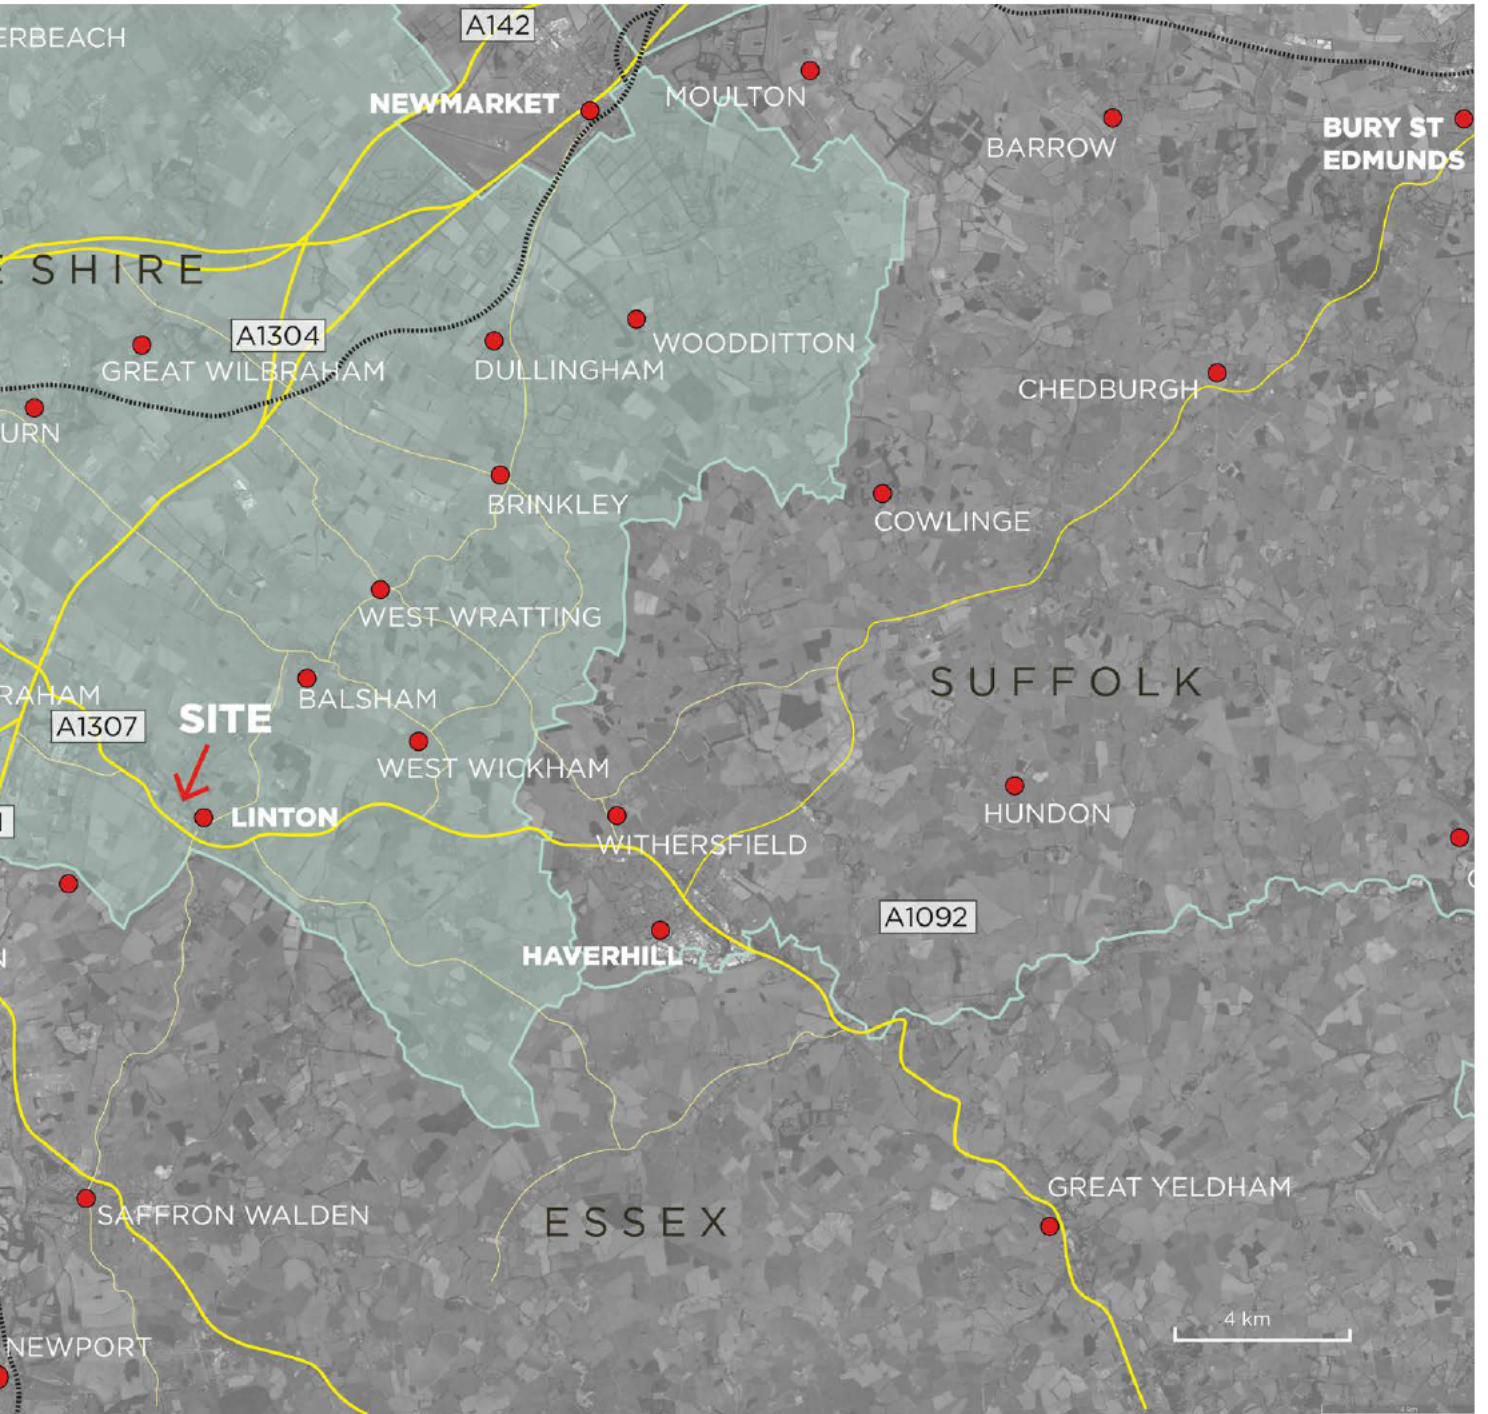 ERBEACH
A142
NEWMARKET
MOULTON
BARROW
BURY ST
EDMUNDS
E SHIRE
A1304
GREAT WILBRAHAM
DULLINGHAM
WOODDITTON
CHEDBURGH
URN
BRINKLEY
COWLINGE
WEST WRATTING
SUFFOLK
RAHAM
BALSHAM
A1307
SITE
WEST WICKHAM
LINTON
HUNDON
WITHERSFIELD
A1092
HAVERHILL
N
GREAT YELDHAM
SAFFRON WALDEN
ESSEX
4 km
NEWPORT